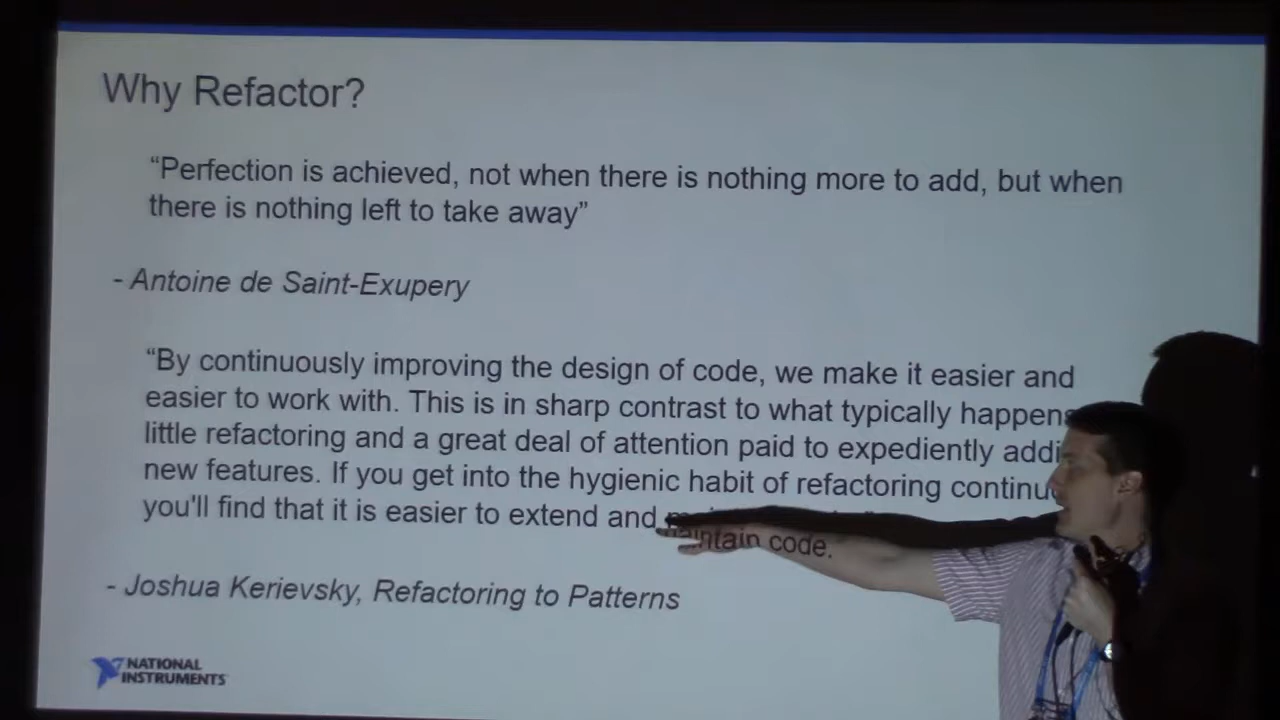 Why Refactor?
“Perfection is achieved, not when there is nothing more to add, but when
there is nothing left to take away”
- Antoine de Saint-Exupery
“By continuously improving the design of code, we make it easier and
easier to work with. This is in sharp contrast to what typically happens
little refactoring and a great deal of attention paid to expediently addi
new features. If you get into the hygienic habit of refactoring continu
you'll find that it is easier to extend and maintain code.
- Joshua Kerievsky, Refactoring to Patterns
NATIONAL
INSTRUMENTS